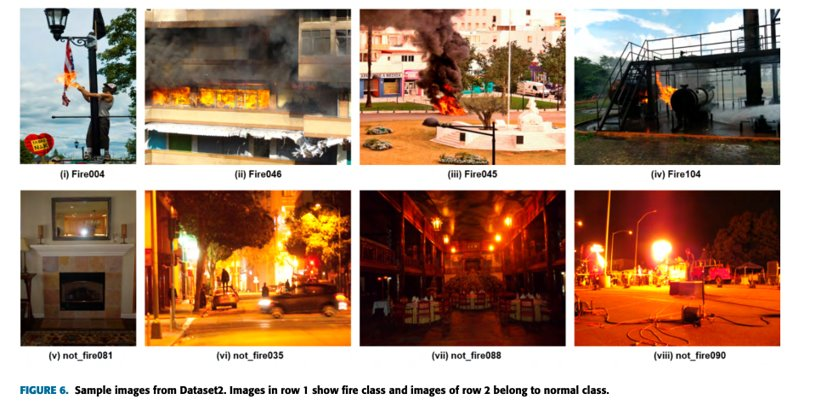 (i) Fire004
(ii) Fire046
(iii) Fire045
(iv) Fire104
(v) not_fire081
(vi) not_fire035
(vii) not_fire088
(viii) not_fire090
FIGURE 6. Sample images from Dataset2. Images in row 1 show fire class and images of row 2 belong to normal class.